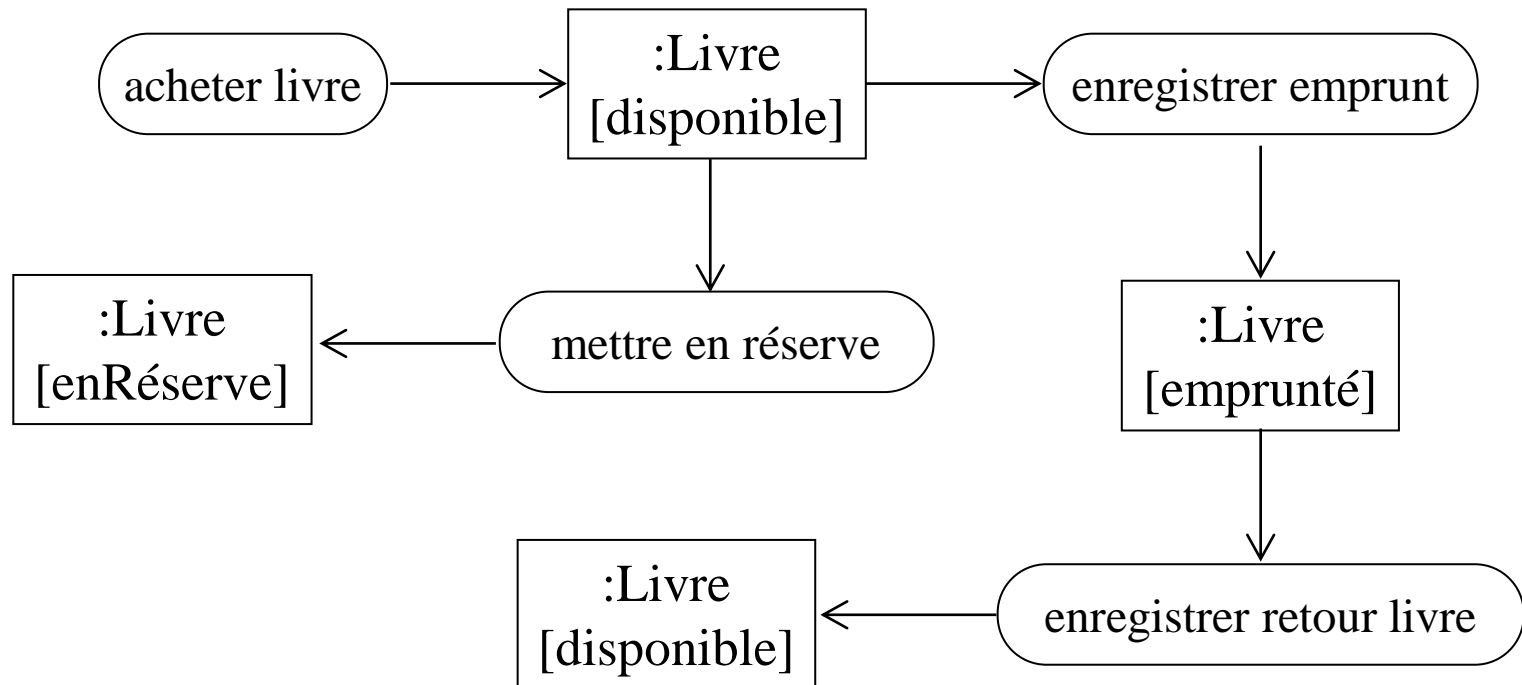 acheter livre
:Livre
[disponible]
enregistrer emprunt
:Livre
[enRéserve]
mettre en réserve
:Livre
[emprunté]
:Livre
[disponible]
enregistrer retour livre